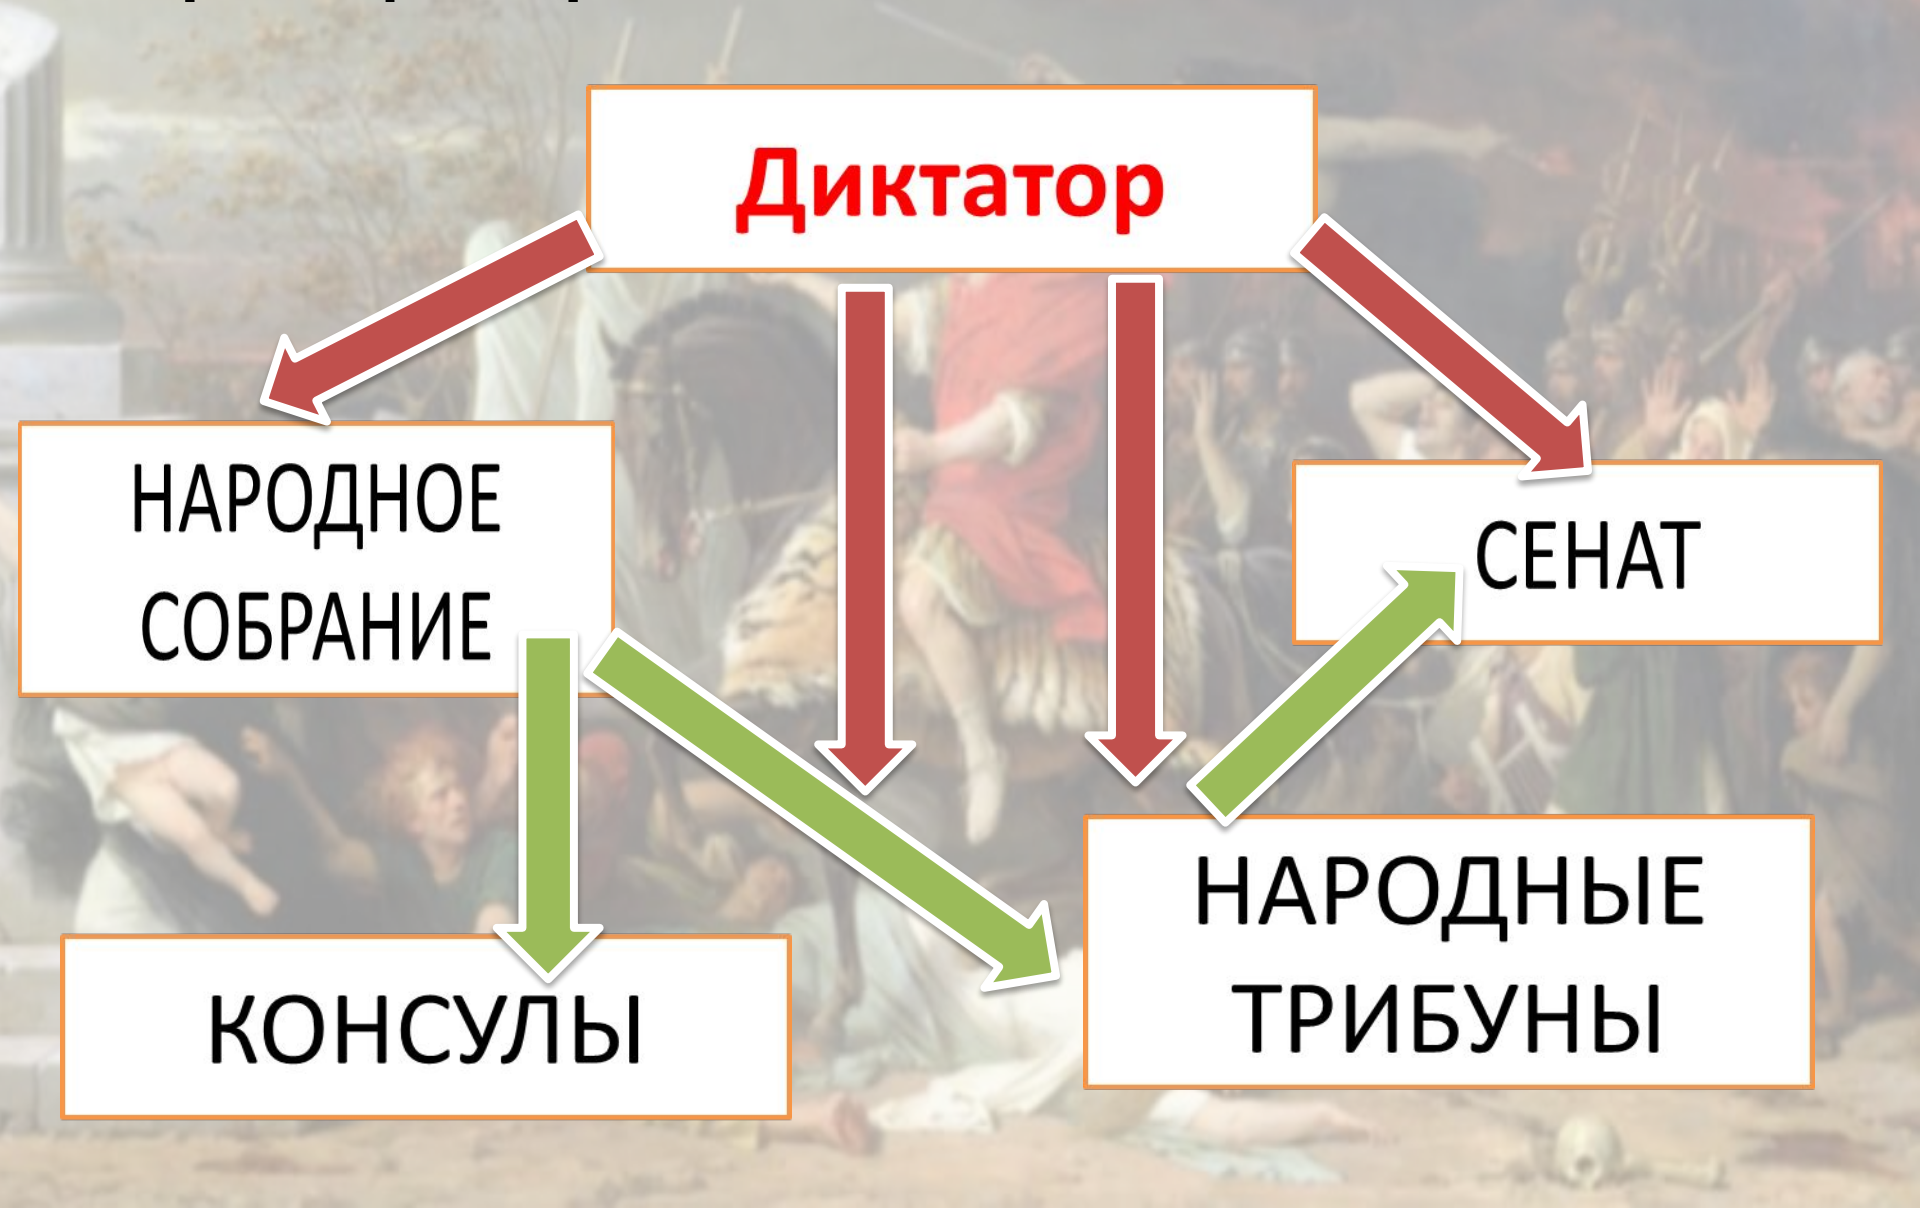 Диктатор
НАРОДНОЕ
СОБРАНИЕ
СЕНАТ
НАРОДНЫЕ
ТРИБУНЫ
КОНСУЛЫ